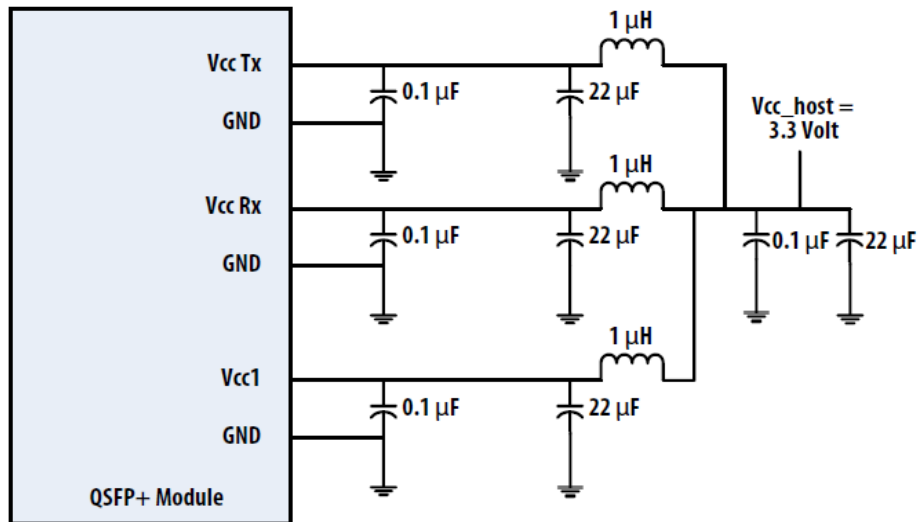 1 µH
Vcc Tx
0.1 µF
22 µF
GND
Vcc_host =
3.3 Volt
1 µH
Vcc Rx
0.1 µF
22 µF
0.1 µF
22 µF
GND
1 µH
Vcc1
0.1 µF
22 µF
GND
QSFP+ Module